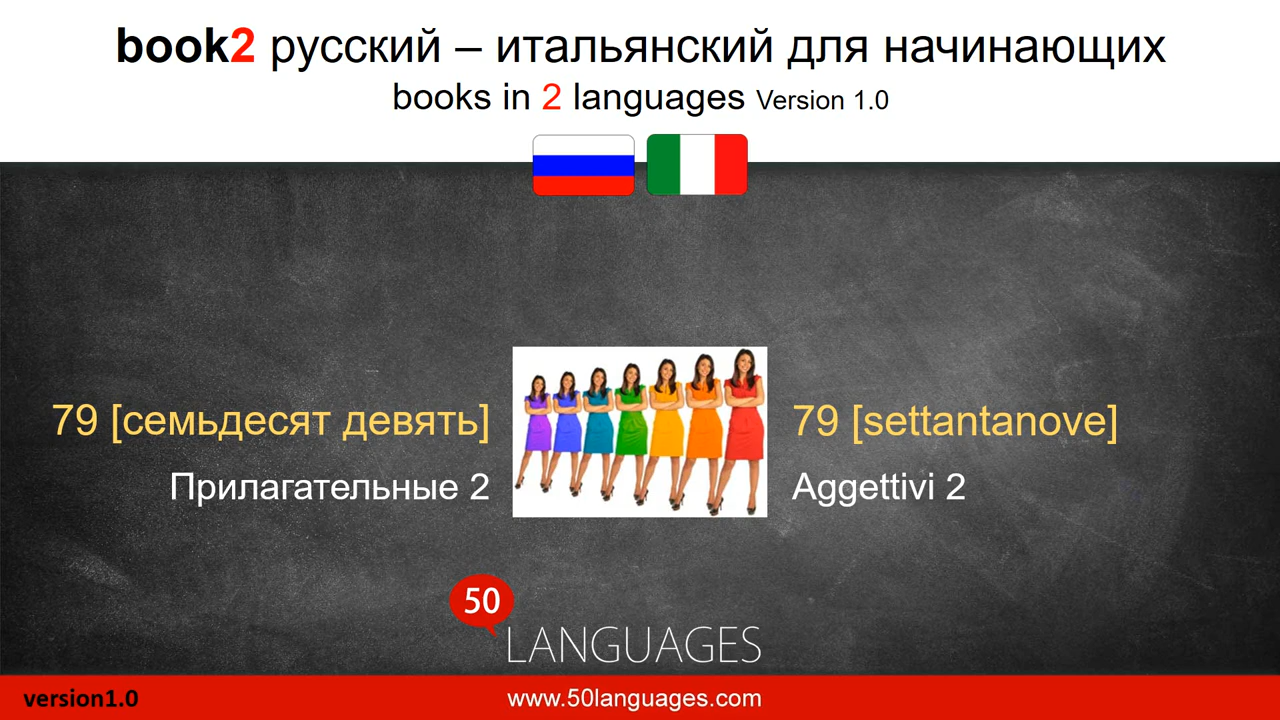 book2 русский – итальянский для начинающих
books in 2 languages Version 1.0
79 [семьдесят девять]
Прилагательные 2
79 [settantanove]
Aggettivi 2
50
LANGUAGES
version1.0
www.50languages.com